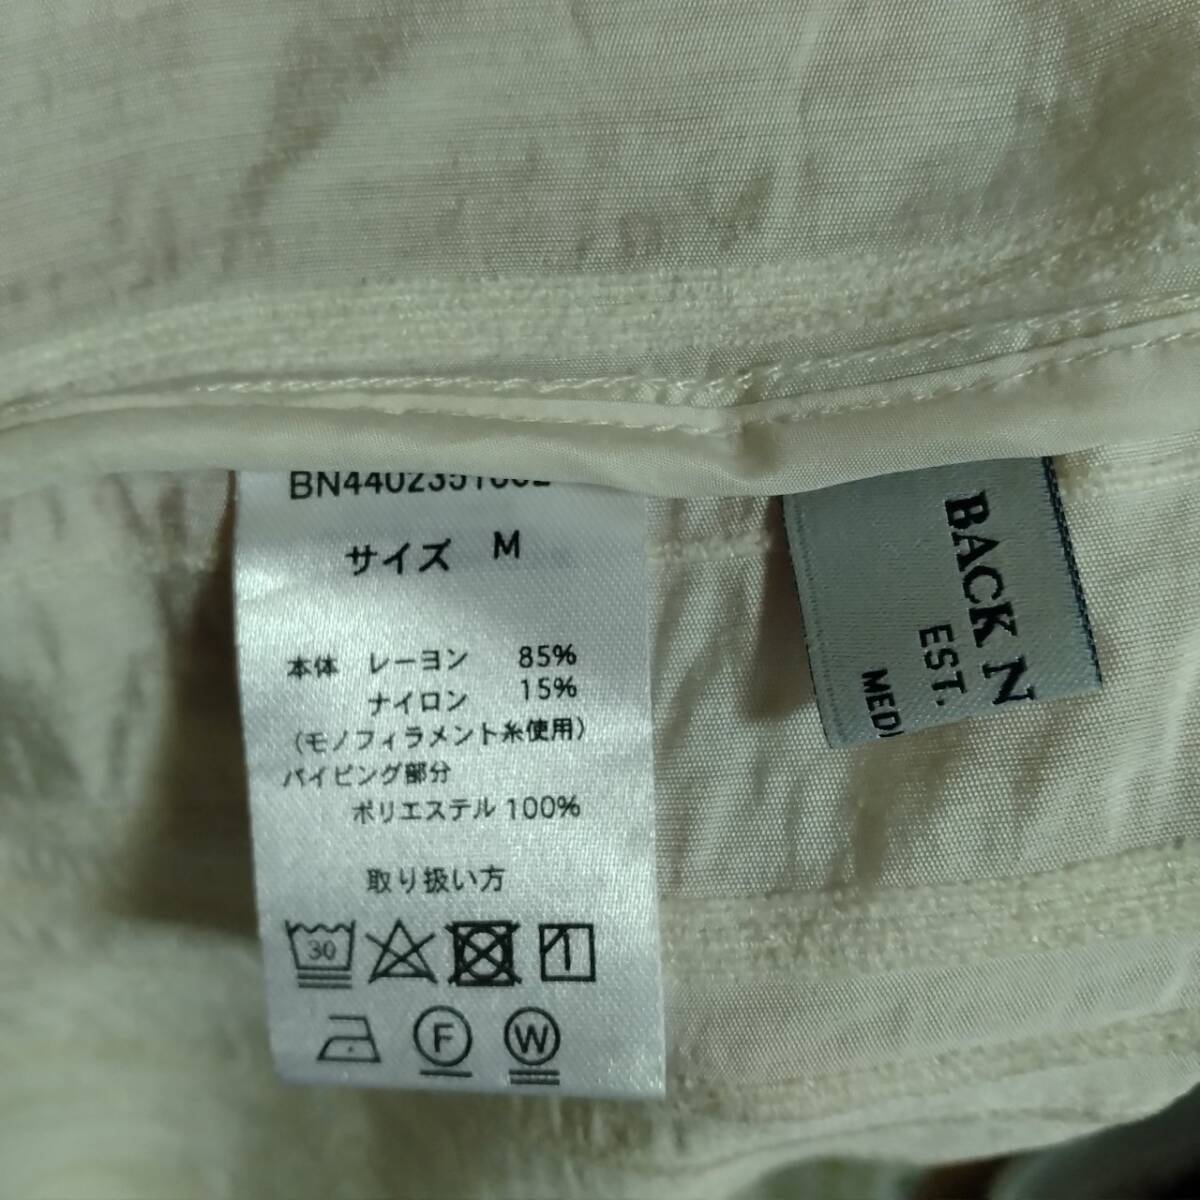 サイズ M
本体 レーヨン 85%
ナイロン 15%
(モノフィラメント糸使用)
パイピング部分
ポリエステル 100%
取り扱い方
30
F
W
BACK N
EST.
MEDI